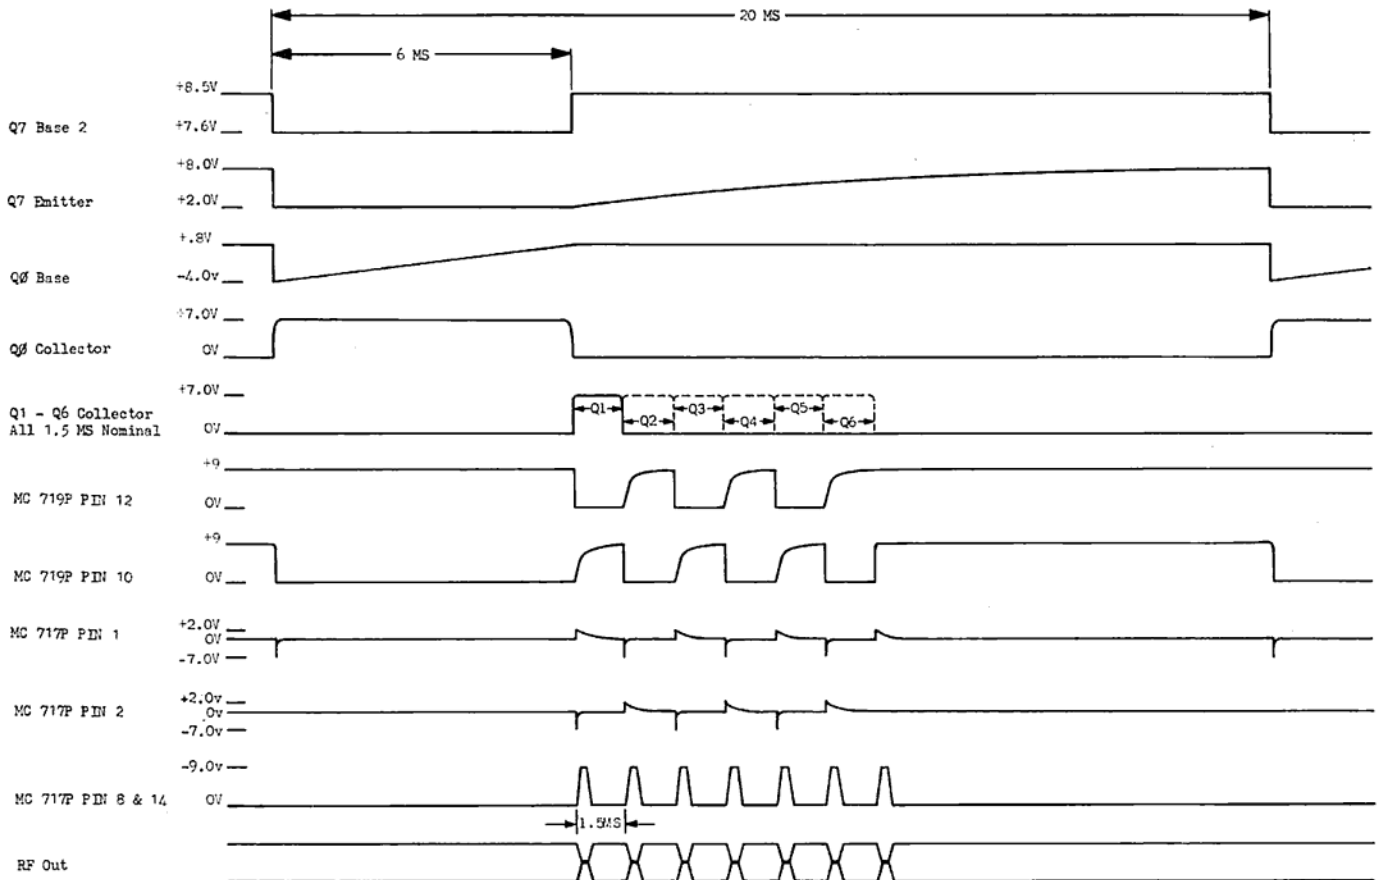 20 MS
6 MS
+8.5V
Q7 Base 2
+7.6V
+8.0V
Q7 Emitter
+2.0V
+.8V
QØ Base
-4.0v
+7.0V
QØ Collector
0V
+7.0V
Q1 - Q6 Collector
All 1.5 MS Nominal
0V
Q1
Q2
Q3
Q4
Q5
Q6
+9
MC 719P PIN 12
0V
+9
MC 719P PIN 10
0V
MC 717P PIN 1
+2.0V
0V
-7.0V
MC 717P PIN 2
+2.0v
0v
-7.0v
-9.0v
MC 717P PIN 8 & 14
0V
1.5MS
RF Out